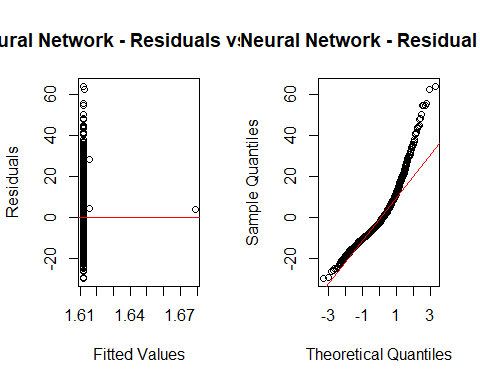 ural Network - Residuals vs
Neural Network - Residual
Residuals
-20 0 20 40 60
1.61 1.64 1.67
Fitted Values
Sample Quantiles
-20 0 20 40 60
-3 -1 1 3
Theoretical Quantiles